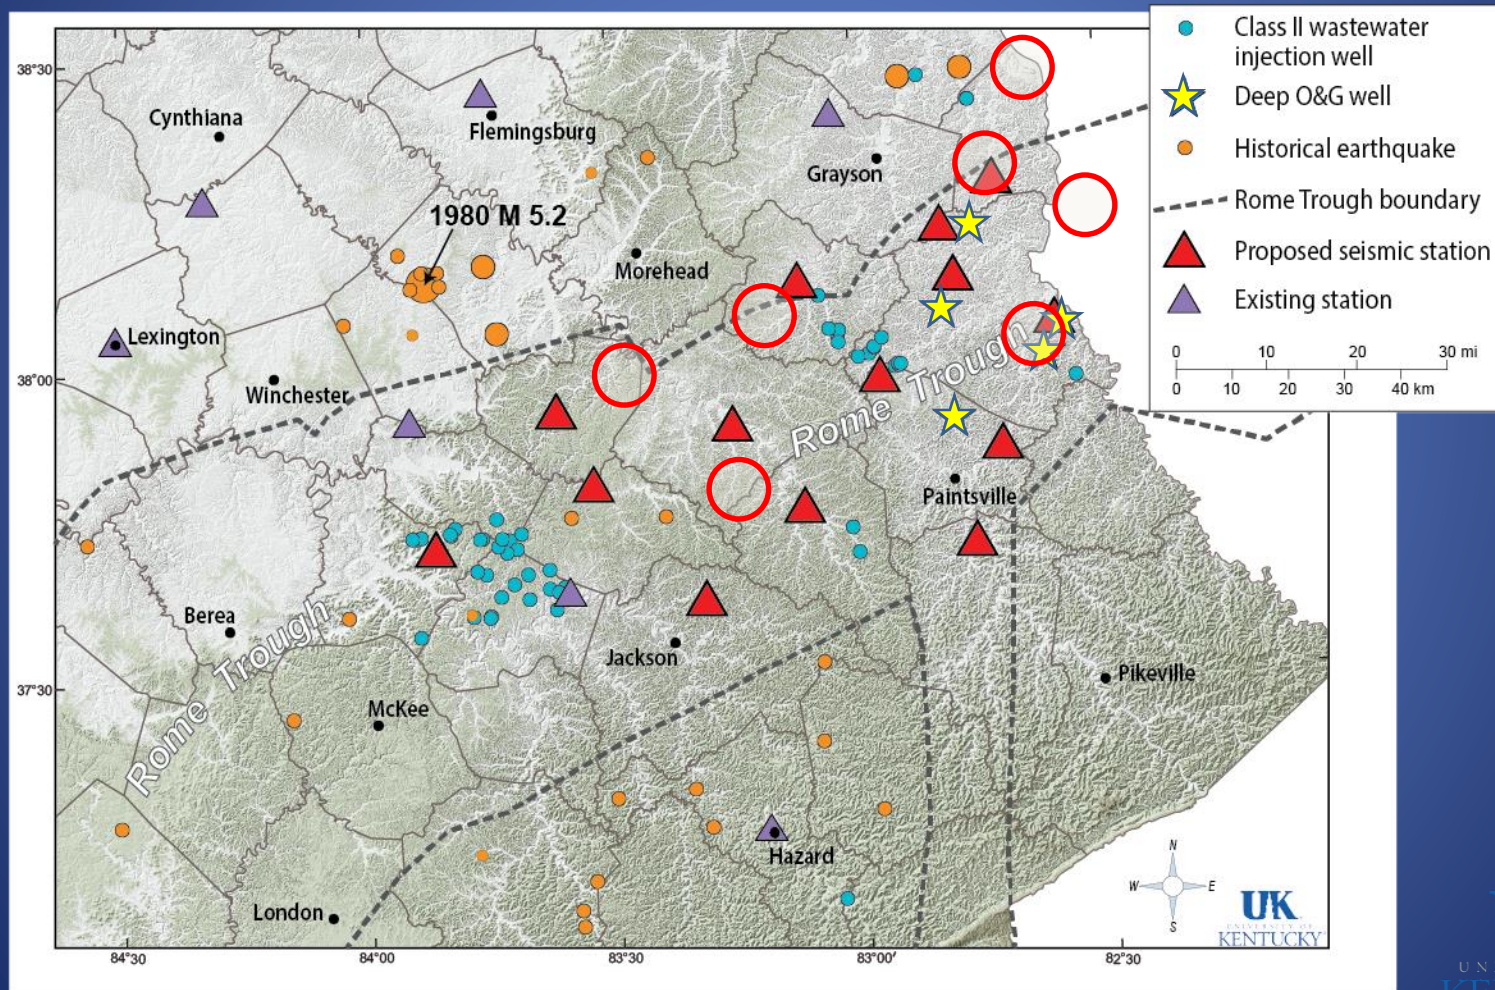 Class II wastewater
injection well
Deep O&G well
Historical earthquake
Rome Trough boundary
Proposed seismic station
Existing station
0 10 20 30 mi
0 10 20 30 40 km
38°30
38°00
37°30
84°30
84°00
83°30
83°00
82°30
Cynthiana
Flemingsburg
Grayson
1980 M 5.2
Morehead
Lexington
Winchester
Rome Trough
Paintsville
Berea
Rome Trough
Jackson
Pikeville
McKee
Hazard
London
N
W E
S
UK
UNIVERSITY OF
KENTUCKY
U N